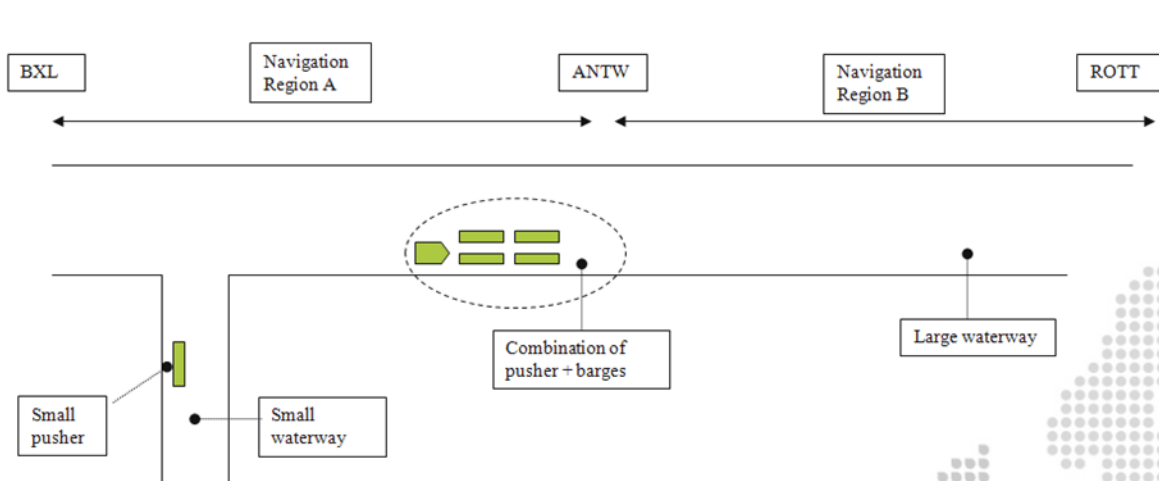 BXL
Navigation
Region A
ANTW
Navigation
Region B
ROTT
Combination of
pusher + barges
Large waterway
Small
pusher
Small
waterway